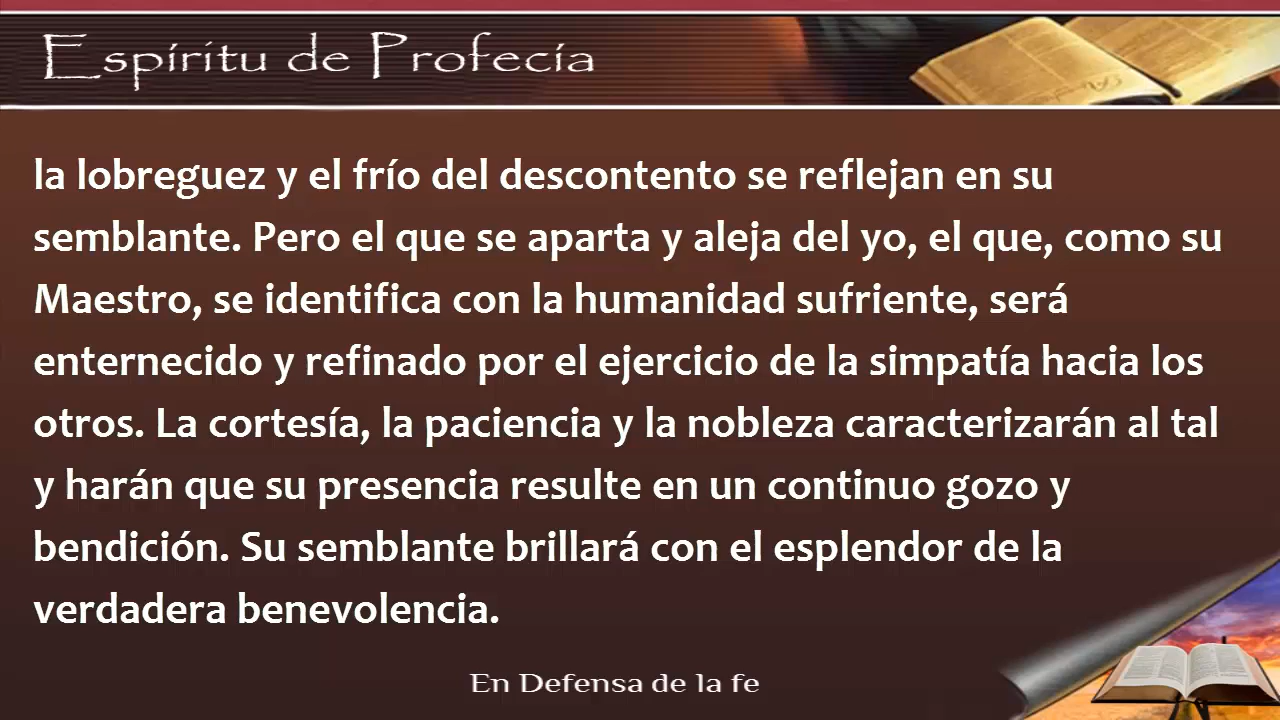 Espíritu de Profecía
la lobreguez y el frío del descontento se reflejan en su
semblante. Pero el que se aparta y aleja del yo, el que, como su
Maestro, se identifica con la humanidad sufriente, será
enternecido y refinado por el ejercicio de la simpatía hacia los
otros. La cortesía, la paciencia y la nobleza caracterizarán al tal
y harán que su presencia resulte en un continuo gozo y
bendición. Su semblante brillará con el esplendor de la
verdadera benevolencia.
En Defensa de la fe